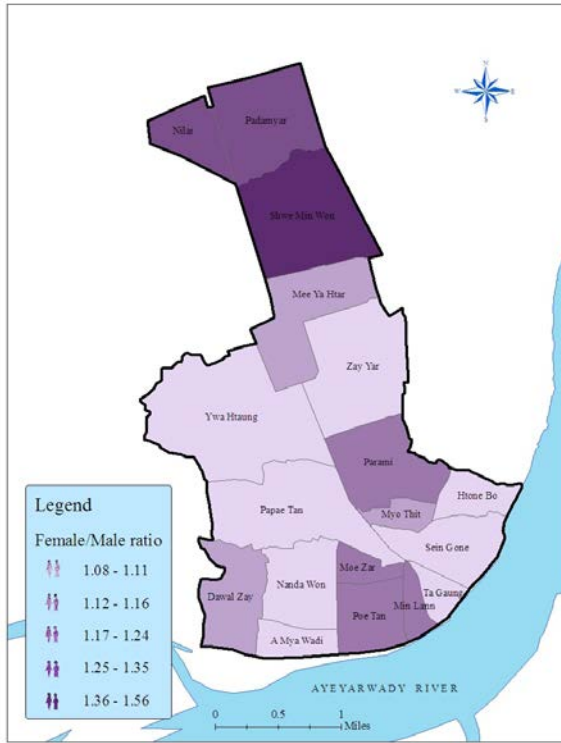 N
W E
S
Nilar
Padamyar
Shwe Min Won
Mee Ya Htar
Zay Yar
Ywa Htaung
Parami
Htone Bo
Myo Thit
Papae Tan
Sein Gone
Moe Zar
Nanda Won
Dawal Zay
Ta Gaung
Min Lann
Poe Tan
A Mya Wadi
Legend
Female/Male ratio
1.08 - 1.11
1.12 - 1.16
1.17 - 1.24
1.25 - 1.35
1.36 - 1.56
AYEYARWADY RIVER
0 0.5 1
Miles